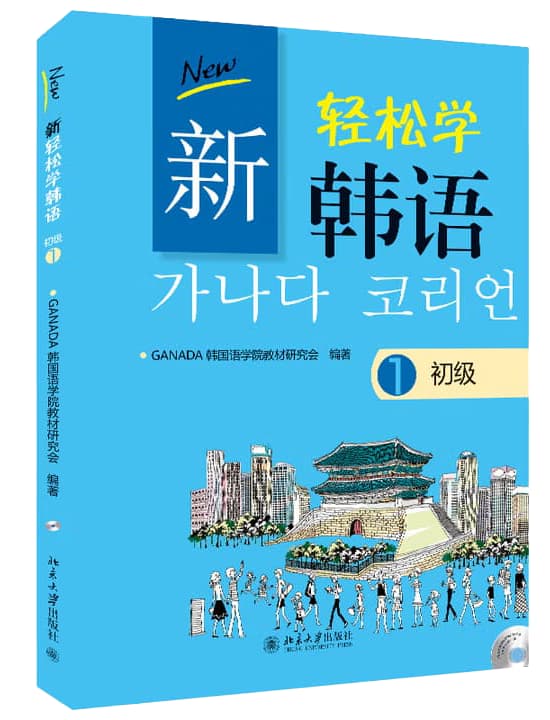 New
新
轻松学
韩语
가나다 코리언
GANADA 韩国语学院教材研究会 编著
1 初级
北京大学出版社
New
新轻松学韩语
初级 1
GANADA 韩国语学院教材研究会 编著
北京大学出版社